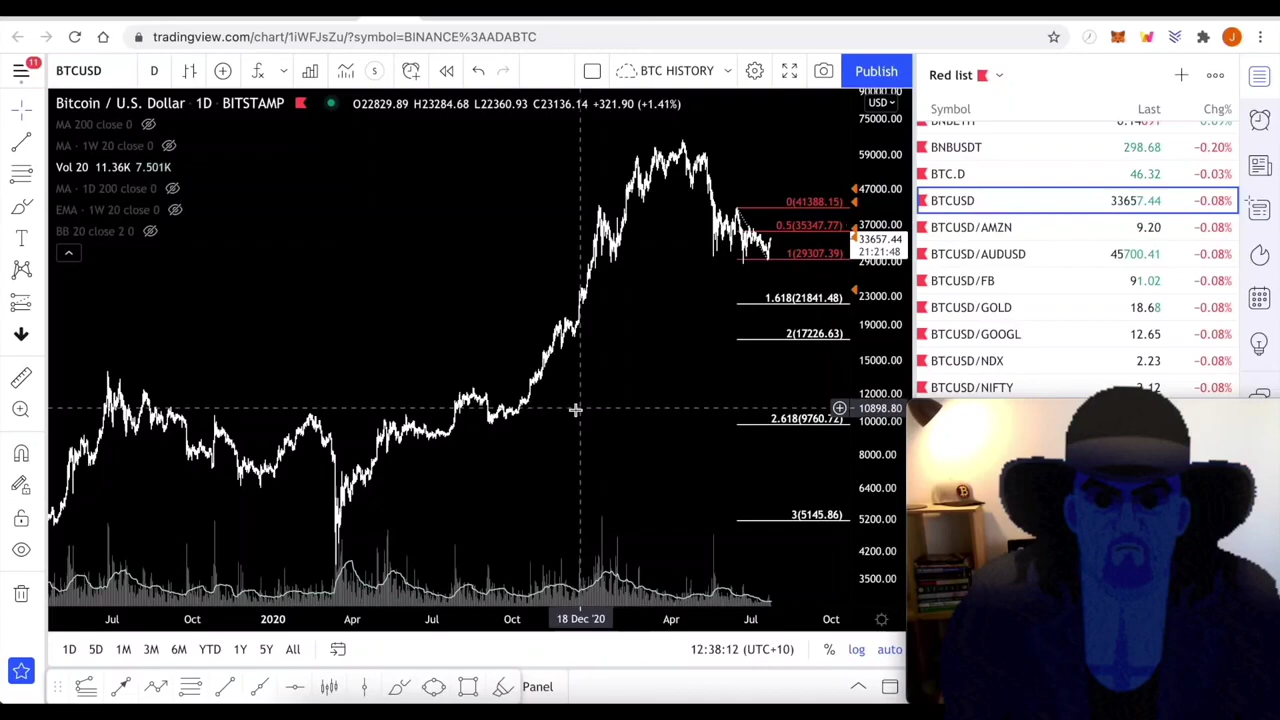 tradingview.com/chart/1iWFJsZu/?symbol=BINANCE%3AADABTC
J
11
BTCUSD
D
S
BTC HISTORY
Publish
Red list
Bitcoin / U.S. Dollar · 1D · BITSTAMP
O22829.89 H23284.68 L22360.93 C23136.14 +321.90 (+1.41%)
USD
MA 200 close 0
MA · 1W 20 close 0
Vol 20 11.36K 7.501K
MA · 1D 200 close 0
EMA · 1W 20 close 0
BB 20 close 2 0
0(41388.15)
0.5(35347.77)
1(29307.39)
1.618(21841.48)
2(17226.63)
2.618(9760.72)
3(5145.86)
90000.00
75000.00
59000.00
47000.00
37000.00
33657.44
21:21:48
29000.00
23000.00
19000.00
15000.00
12000.00
10898.80
10000.00
8000.00
6400.00
5200.00
4200.00
3500.00
Jul
Oct
2020
Apr
Jul
Oct
18 Dec '20
Apr
Jul
Oct
Symbol Last Chg%
BNBUSDT 298.68 −0.20%
BTC.D 46.32 −0.03%
BTCUSD 33657.44 −0.08%
BTCUSD/AMZN 9.20 −0.08%
BTCUSD/AUDUSD 45700.41 −0.08%
BTCUSD/FB 91.02 −0.08%
BTCUSD/GOLD 18.68 −0.08%
BTCUSD/GOOGL 12.65 −0.08%
BTCUSD/NDX 2.23 −0.08%
BTCUSD/NIFTY 2.12 −0.08%
1D 5D 1M 3M 6M YTD 1Y 5Y All
12:38:12 (UTC+10) % log auto
Panel